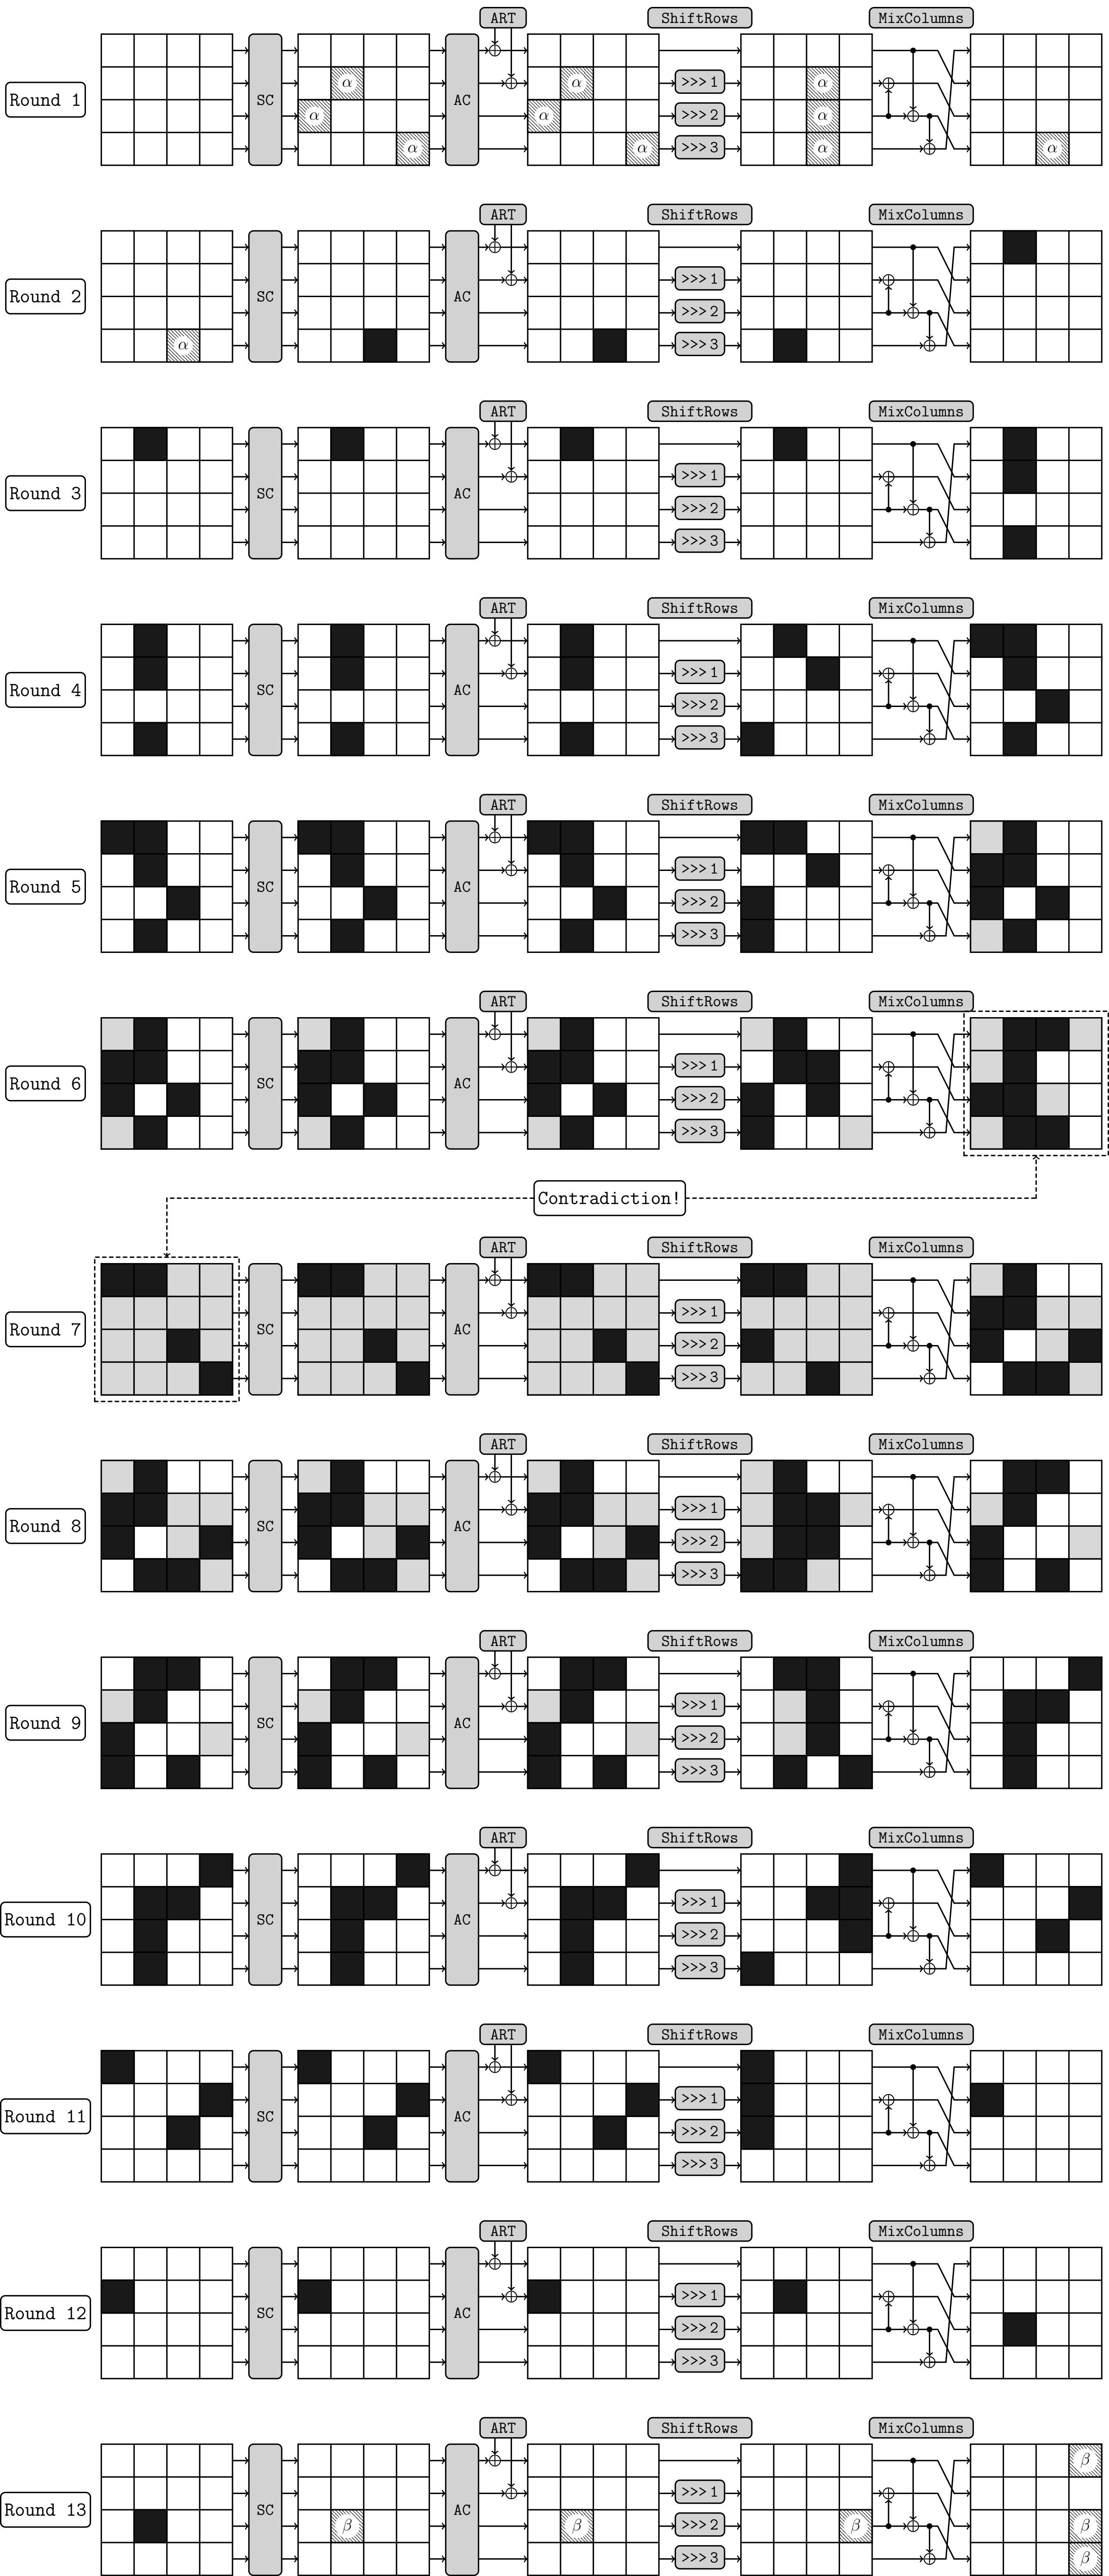 ART ShiftRows MixColumns
α α >>>1 α
Round 1 SC AC
α α >>>2 α
α α >>>3 α α
ART ShiftRows MixColumns
>>>1
Round 2 SC AC
>>>2
α >>>3
ART ShiftRows MixColumns
>>>1
Round 3 SC AC
>>>2
>>>3
ART ShiftRows MixColumns
>>>1
Round 4 SC AC
>>>2
>>>3
ART ShiftRows MixColumns
>>>1
Round 5 SC AC
>>>2
>>>3
ART ShiftRows MixColumns
>>>1
Round 6 SC AC
>>>2
>>>3
Contradiction!
ART ShiftRows MixColumns
>>>1
Round 7 SC AC
>>>2
>>>3
ART ShiftRows MixColumns
>>>1
Round 8 SC AC
>>>2
>>>3
ART ShiftRows MixColumns
>>>1
Round 9 SC AC
>>>2
>>>3
ART ShiftRows MixColumns
>>>1
Round 10 SC AC
>>>2
>>>3
ART ShiftRows MixColumns
>>>1
Round 11 SC AC
>>>2
>>>3
ART ShiftRows MixColumns
>>>1
Round 12 SC AC
>>>2
>>>3
ART ShiftRows MixColumns
β
>>>1
Round 13 SC AC
β β >>>2 β β
>>>3 β